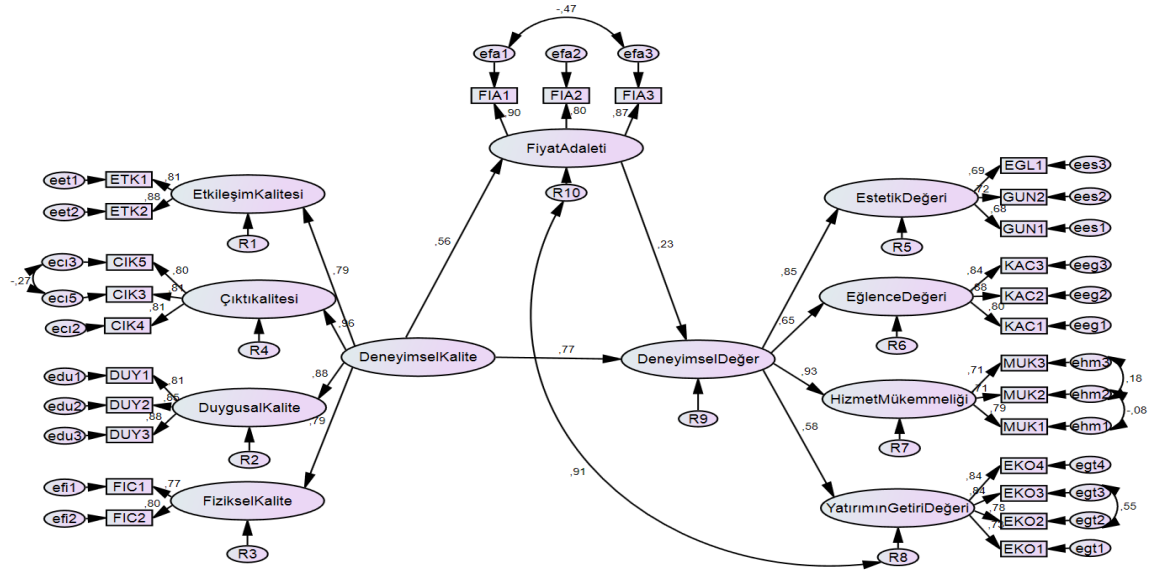 -,47
efa1 efa2 efa3
FIA1 FIA2 FIA3
,90 ,80 ,87
FiyatAdaleti
R10
eet1 ETK1 ,81
eet2 ETK2 ,88
EtkileşimKalitesi
R1
,79
-,27
ecı3 CIK5 ,80
ecı5 CIK3 ,81
ecı2 CIK4 ,81
Çıktıkalitesi
R4
,96
edu1 DUY1 ,81
edu2 DUY2 ,85
edu3 DUY3 ,88
DuygusalKalite
R2
,88
efi1 FIC1 ,77
efi2 FIC2 ,80
FizikselKalite
R3
,79
DeneyimselKalite
,56
,77
,23
DeneyimselDeğer
R9
,91
,85
EstetikDeğeri
R5
,69 EGL1 ees3
,72 GUN2 ees2
,68 GUN1 ees1
,65
EğlenceDeğeri
R6
,84 KAC3 eeg3
,88 KAC2 eeg2
,80 KAC1 eeg1
,93
HizmetMükemmeliği
R7
,71 MUK3 ehm3
,71 MUK2 ehm2
,79 MUK1 ehm1
,18
-,08
,58
YatırımınGetiriDeğeri
R8
,84 EKO4 egt4
,84 EKO3 egt3
,78 EKO2 egt2
EKO1 egt1
,55